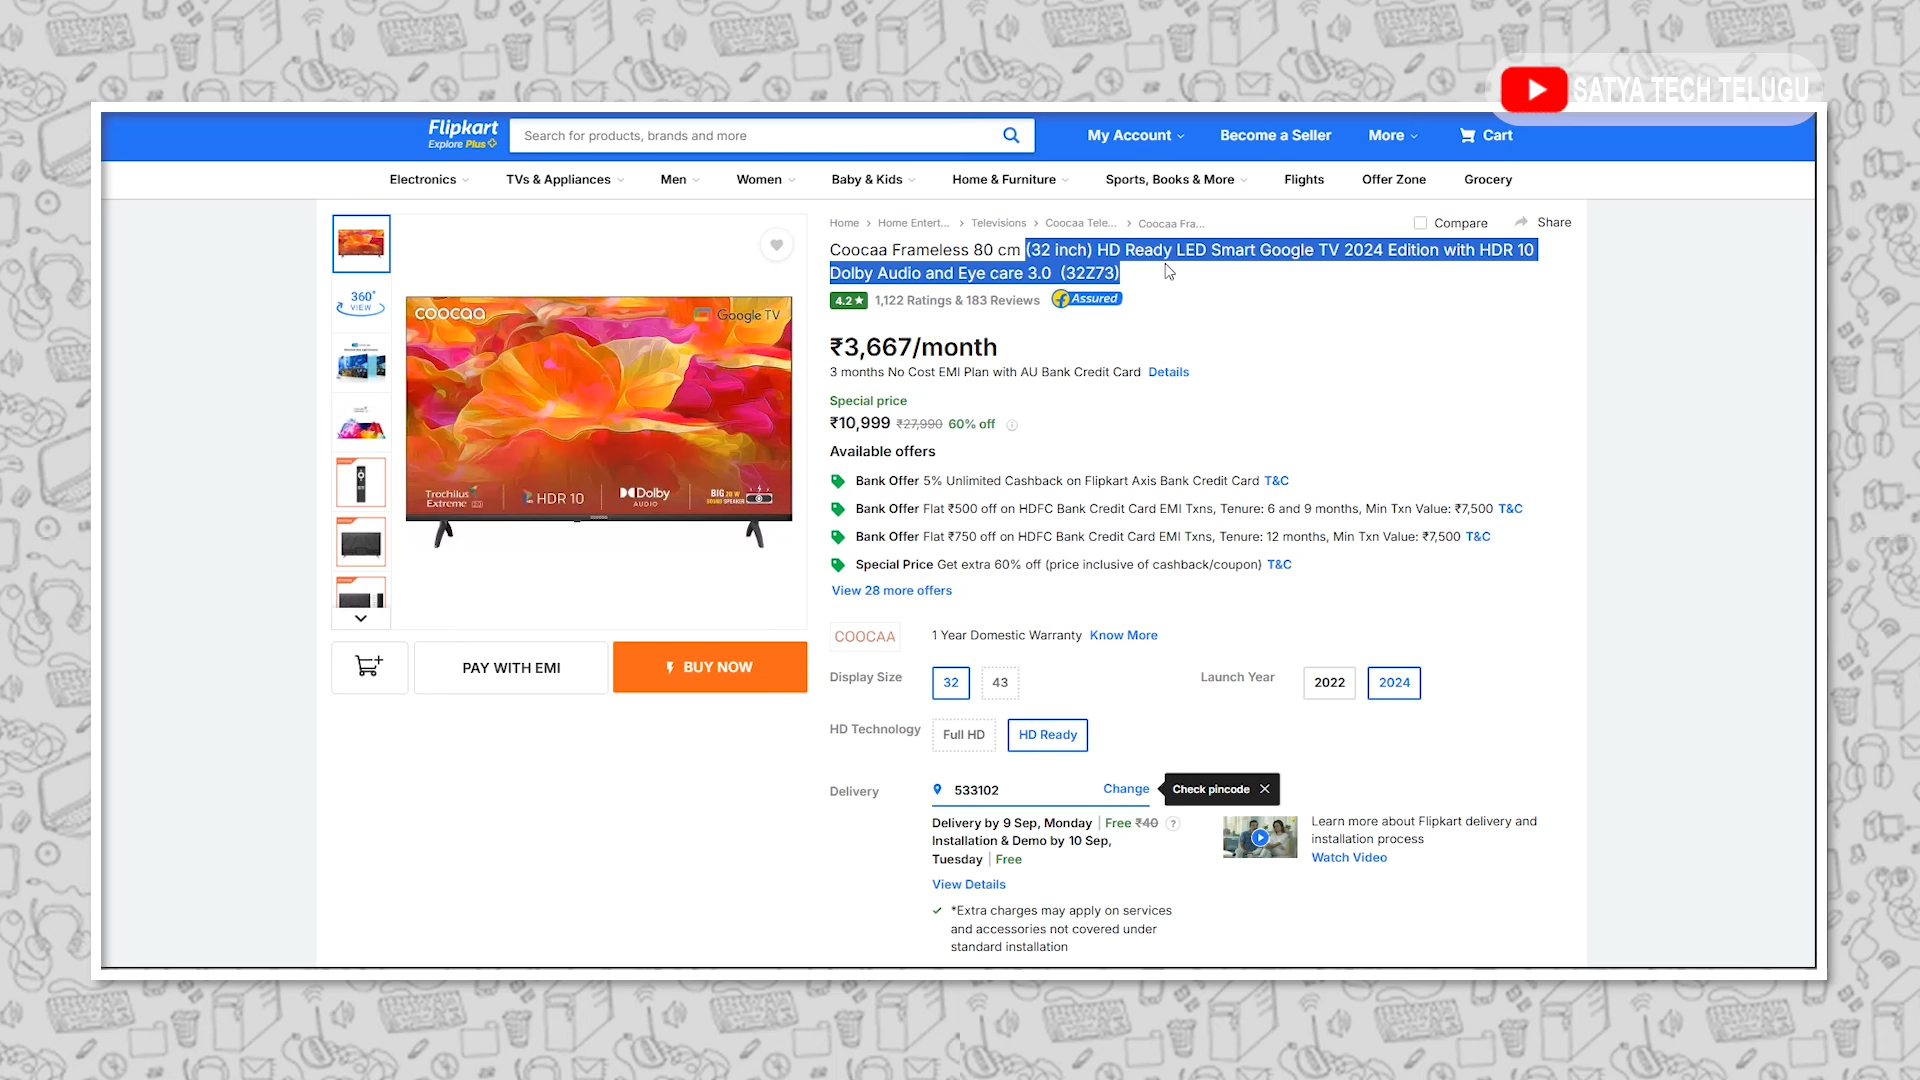 SATYA TECH TELUGU
Flipkart
Explore Plus
Search for products, brands and more
My Account
Become a Seller
More
Cart
Electronics
TVs & Appliances
Men
Women
Baby & Kids
Home & Furniture
Sports, Books & More
Flights
Offer Zone
Grocery
Home > Home Entert... > Televisions > Coocaa Tele... > Coocaa Fra...
Compare
Share
Coocaa Frameless 80 cm (32 inch) HD Ready LED Smart Google TV 2024 Edition with HDR 10
Dolby Audio and Eye care 3.0 (32Z73)
4.2★ 1,122 Ratings & 183 Reviews
Assured
360°
VIEW
coocaa
Google TV
Trochilus
Extreme
HDR 10
Dolby
AUDIO
BIG 20 W
SOUND SPEAKER
₹3,667/month
3 months No Cost EMI Plan with AU Bank Credit Card Details
Special price
₹10,999 ₹27,990 60% off
Available offers
Bank Offer 5% Unlimited Cashback on Flipkart Axis Bank Credit Card T&C
Bank Offer Flat ₹500 off on HDFC Bank Credit Card EMI Txns, Tenure: 6 and 9 months, Min Txn Value: ₹7,500 T&C
Bank Offer Flat ₹750 off on HDFC Bank Credit Card EMI Txns, Tenure: 12 months, Min Txn Value: ₹7,500 T&C
Special Price Get extra 60% off (price inclusive of cashback/coupon) T&C
View 28 more offers
PAY WITH EMI
BUY NOW
COOCAA
1 Year Domestic Warranty Know More
Display Size
32
43
Launch Year
2022
2024
HD Technology
Full HD
HD Ready
Delivery
533102
Change
Check pincode
Delivery by 9 Sep, Monday | Free ₹40 ?
Installation & Demo by 10 Sep,
Tuesday | Free
View Details
*Extra charges may apply on services
and accessories not covered under
standard installation
Learn more about Flipkart delivery and
installation process
Watch Video